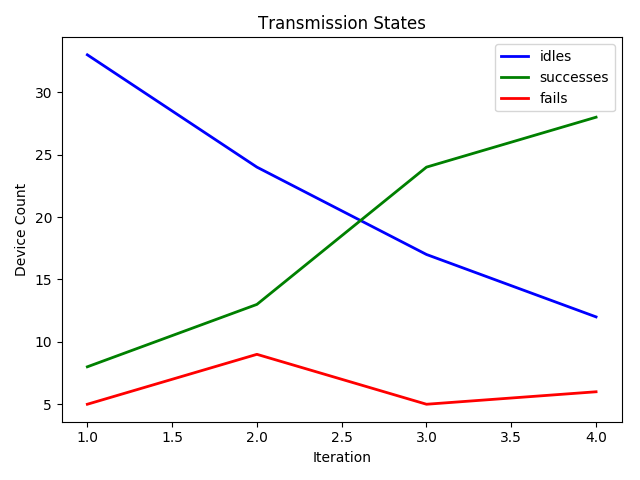 Transmission States
idles
successes
fails
Device Count
30
25
20
15
10
5
1.0 1.5 2.0 2.5 3.0 3.5 4.0
Iteration